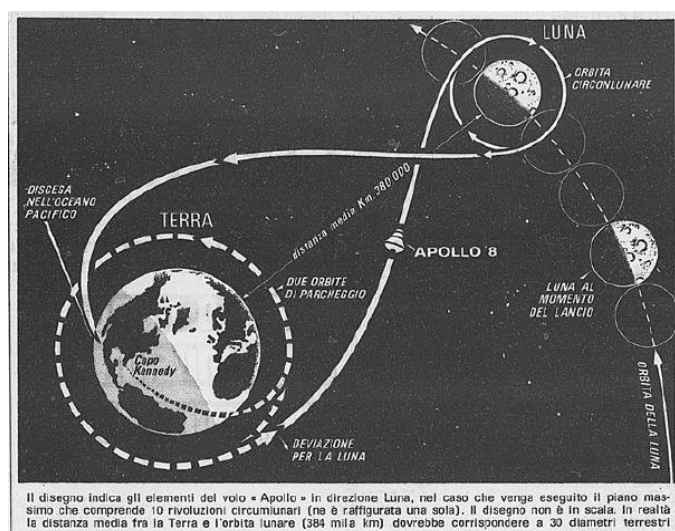 LUNA
ORBITA
CIRCONLUNARE
DISCESA
NELL'OCEANO
PACIFICO
distanza media Km. 380.000
TERRA
APOLLO 8
DUE ORBITE
DI PARCHEGGIO
LUNA AL
MOMENTO
DEL LANCIO
Capo
Kennedy
ORBITA DELLA LUNA
DEVIAZIONE
PER LA LUNA
Il disegno indica gli elementi del volo « Apollo » in direzione Luna, nel caso che venga eseguito il piano mas-
simo che comprende 10 rivoluzioni circumlunari (ne è raffigurata una sola). Il disegno non è in scala. In realtà
la distanza media fra la Terra e l'orbita lunare (384 mila km) dovrebbe corrispondere a 30 diametri terrestri